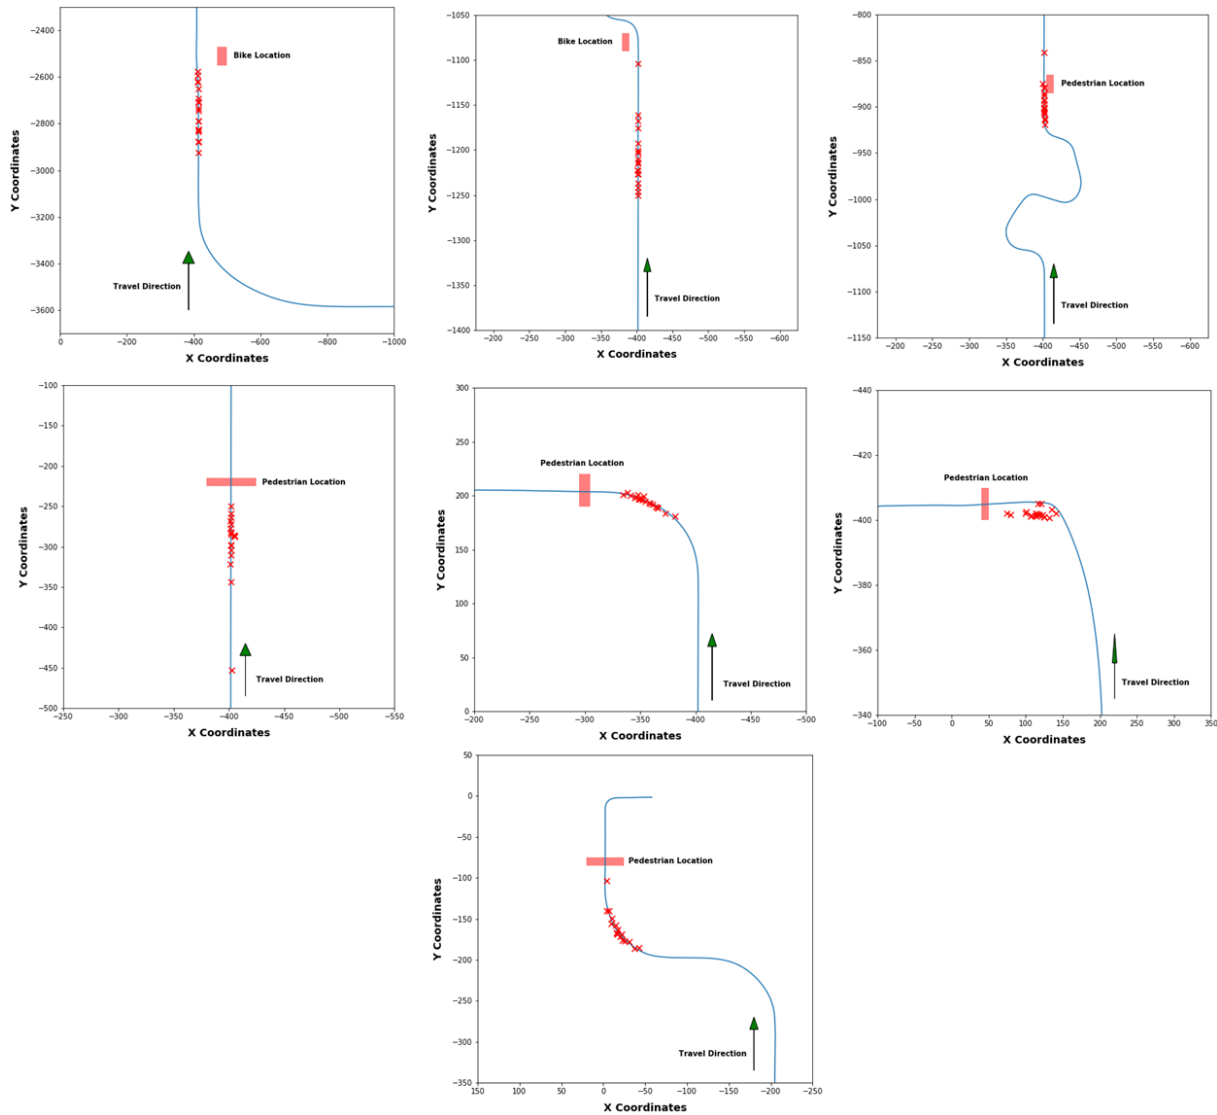 −2400
−2600
−2800
−3000
−3200
−3400
−3600
Y Coordinates
Bike Location
Travel Direction
0 −200 −400 −600 −800 −1000
X Coordinates
−1050
−1100
−1150
−1200
−1250
−1300
−1350
−1400
Y Coordinates
Bike Location
Travel Direction
−200 −250 −300 −350 −400 −450 −500 −550 −600
X Coordinates
−800
−850
−900
−950
−1000
−1050
−1100
−1150
Y Coordinates
Pedestrian Location
Travel Direction
−200 −250 −300 −350 −400 −450 −500 −550 −600
X Coordinates
−100
−150
−200
−250
−300
−350
−400
−450
−500
Y Coordinates
Pedestrian Location
Travel Direction
−250 −300 −350 −400 −450 −500 −550
X Coordinates
300
250
200
150
100
50
0
Y Coordinates
Pedestrian Location
Travel Direction
−200 −250 −300 −350 −400 −450 −500
X Coordinates
−440
−420
−400
−380
−360
−340
Y Coordinates
Pedestrian Location
Travel Direction
−100 −50 0 50 100 150 200 250 300 350
X Coordinates
50
0
−50
−100
−150
−200
−250
−300
−350
Y Coordinates
Pedestrian Location
Travel Direction
150 100 50 0 −50 −100 −150 −200 −250
X Coordinates